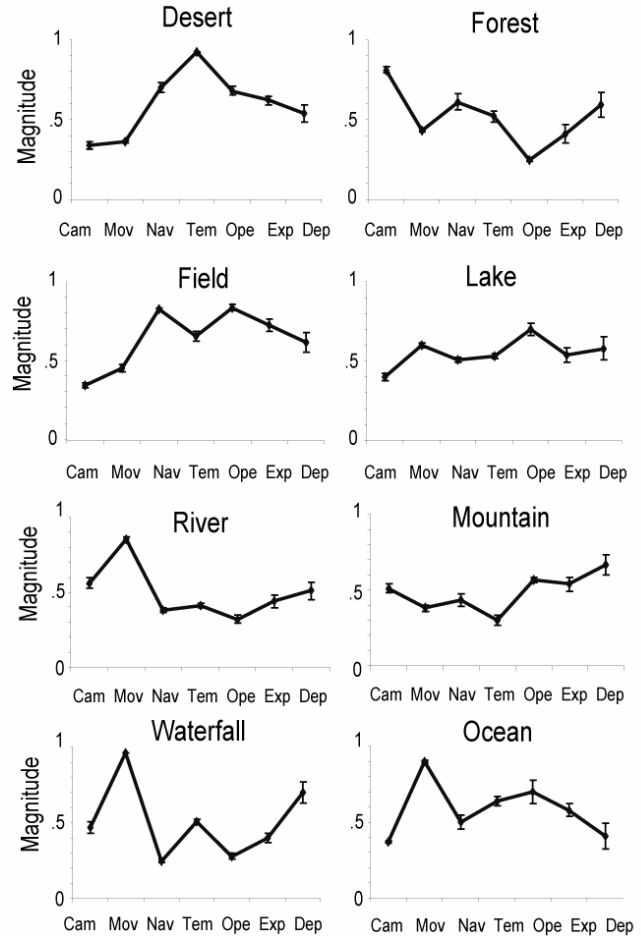 Desert
1
.5
0
Magnitude
Cam Mov Nav Tem Ope Exp Dep
Forest
1
.5
0
Cam Mov Nav Tem Ope Exp Dep
Field
1
.5
0
Magnitude
Cam Mov Nav Tem Ope Exp Dep
Lake
1
.5
0
Cam Mov Nav Tem Ope Exp Dep
River
1
.5
0
Magnitude
Cam Mov Nav Tem Ope Exp Dep
Mountain
1
.5
0
Cam Mov Nav Tem Ope Exp Dep
Waterfall
1
.5
0
Magnitude
Cam Mov Nav Tem Ope Exp Dep
Ocean
1
.5
0
Cam Mov Nav Tem Ope Exp Dep